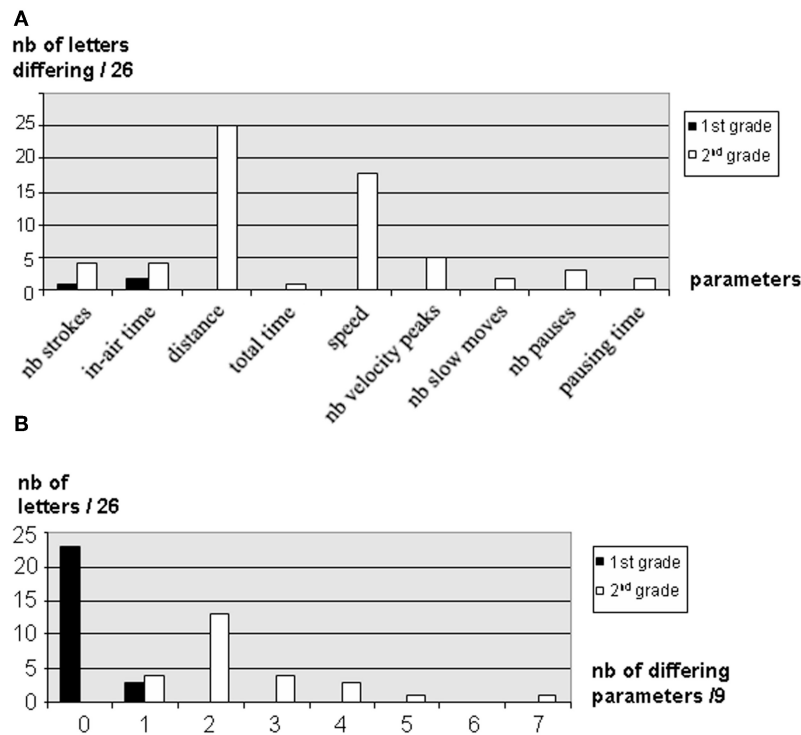 A
nb of letters
differing / 26
25
20
15
10
5
0
1st grade
2nd grade
parameters
nb strokes
in-air time
distance
total time
speed
nb velocity peaks
nb slow moves
nb pauses
pausing time
B
nb of
letters / 26
25
20
15
10
5
0
1st grade
2nd grade
nb of differing
parameters /9
0 1 2 3 4 5 6 7